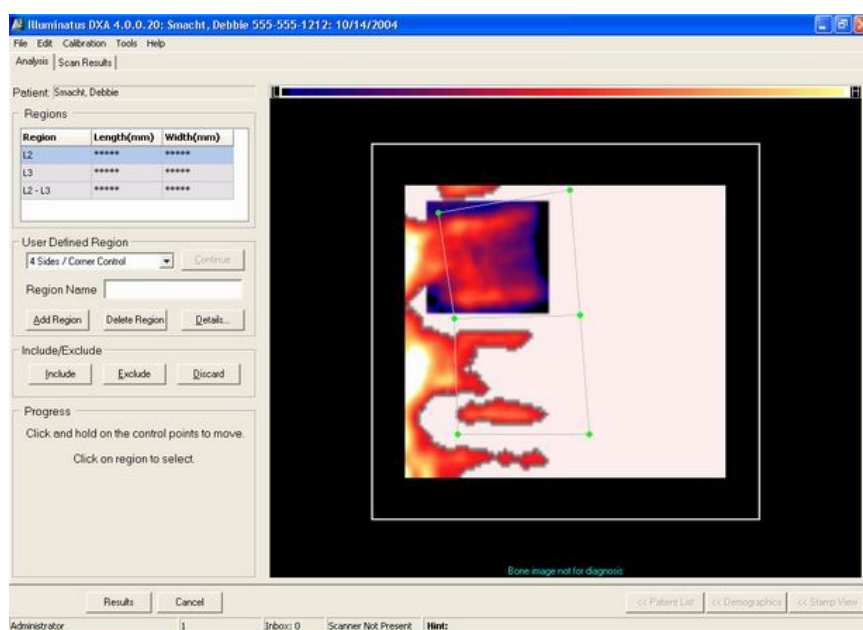 Illuminatus DXA 4.0.0.20: Smacht, Debbie 555-555-1212: 10/14/2004
File Edit Calibration Tools Help
Analysis Scan Results
Patient: Smacht, Debbie
L H
Regions
Region Length(mm) Width(mm)
L2 ***** *****
L3 ***** *****
L2 - L3 ***** *****
User Defined Region
4 Sides / Corner Control Continue
Region Name
Add Region Delete Region Details...
Include/Exclude
Include Exclude Discard
Progress
Click and hold on the control points to move.
Click on region to select.
Bone image not for diagnosis
Results Cancel << Patient List << Demographics << Stamp View
Administrator 1 Inbox: 0 Scanner Not Present Hint: